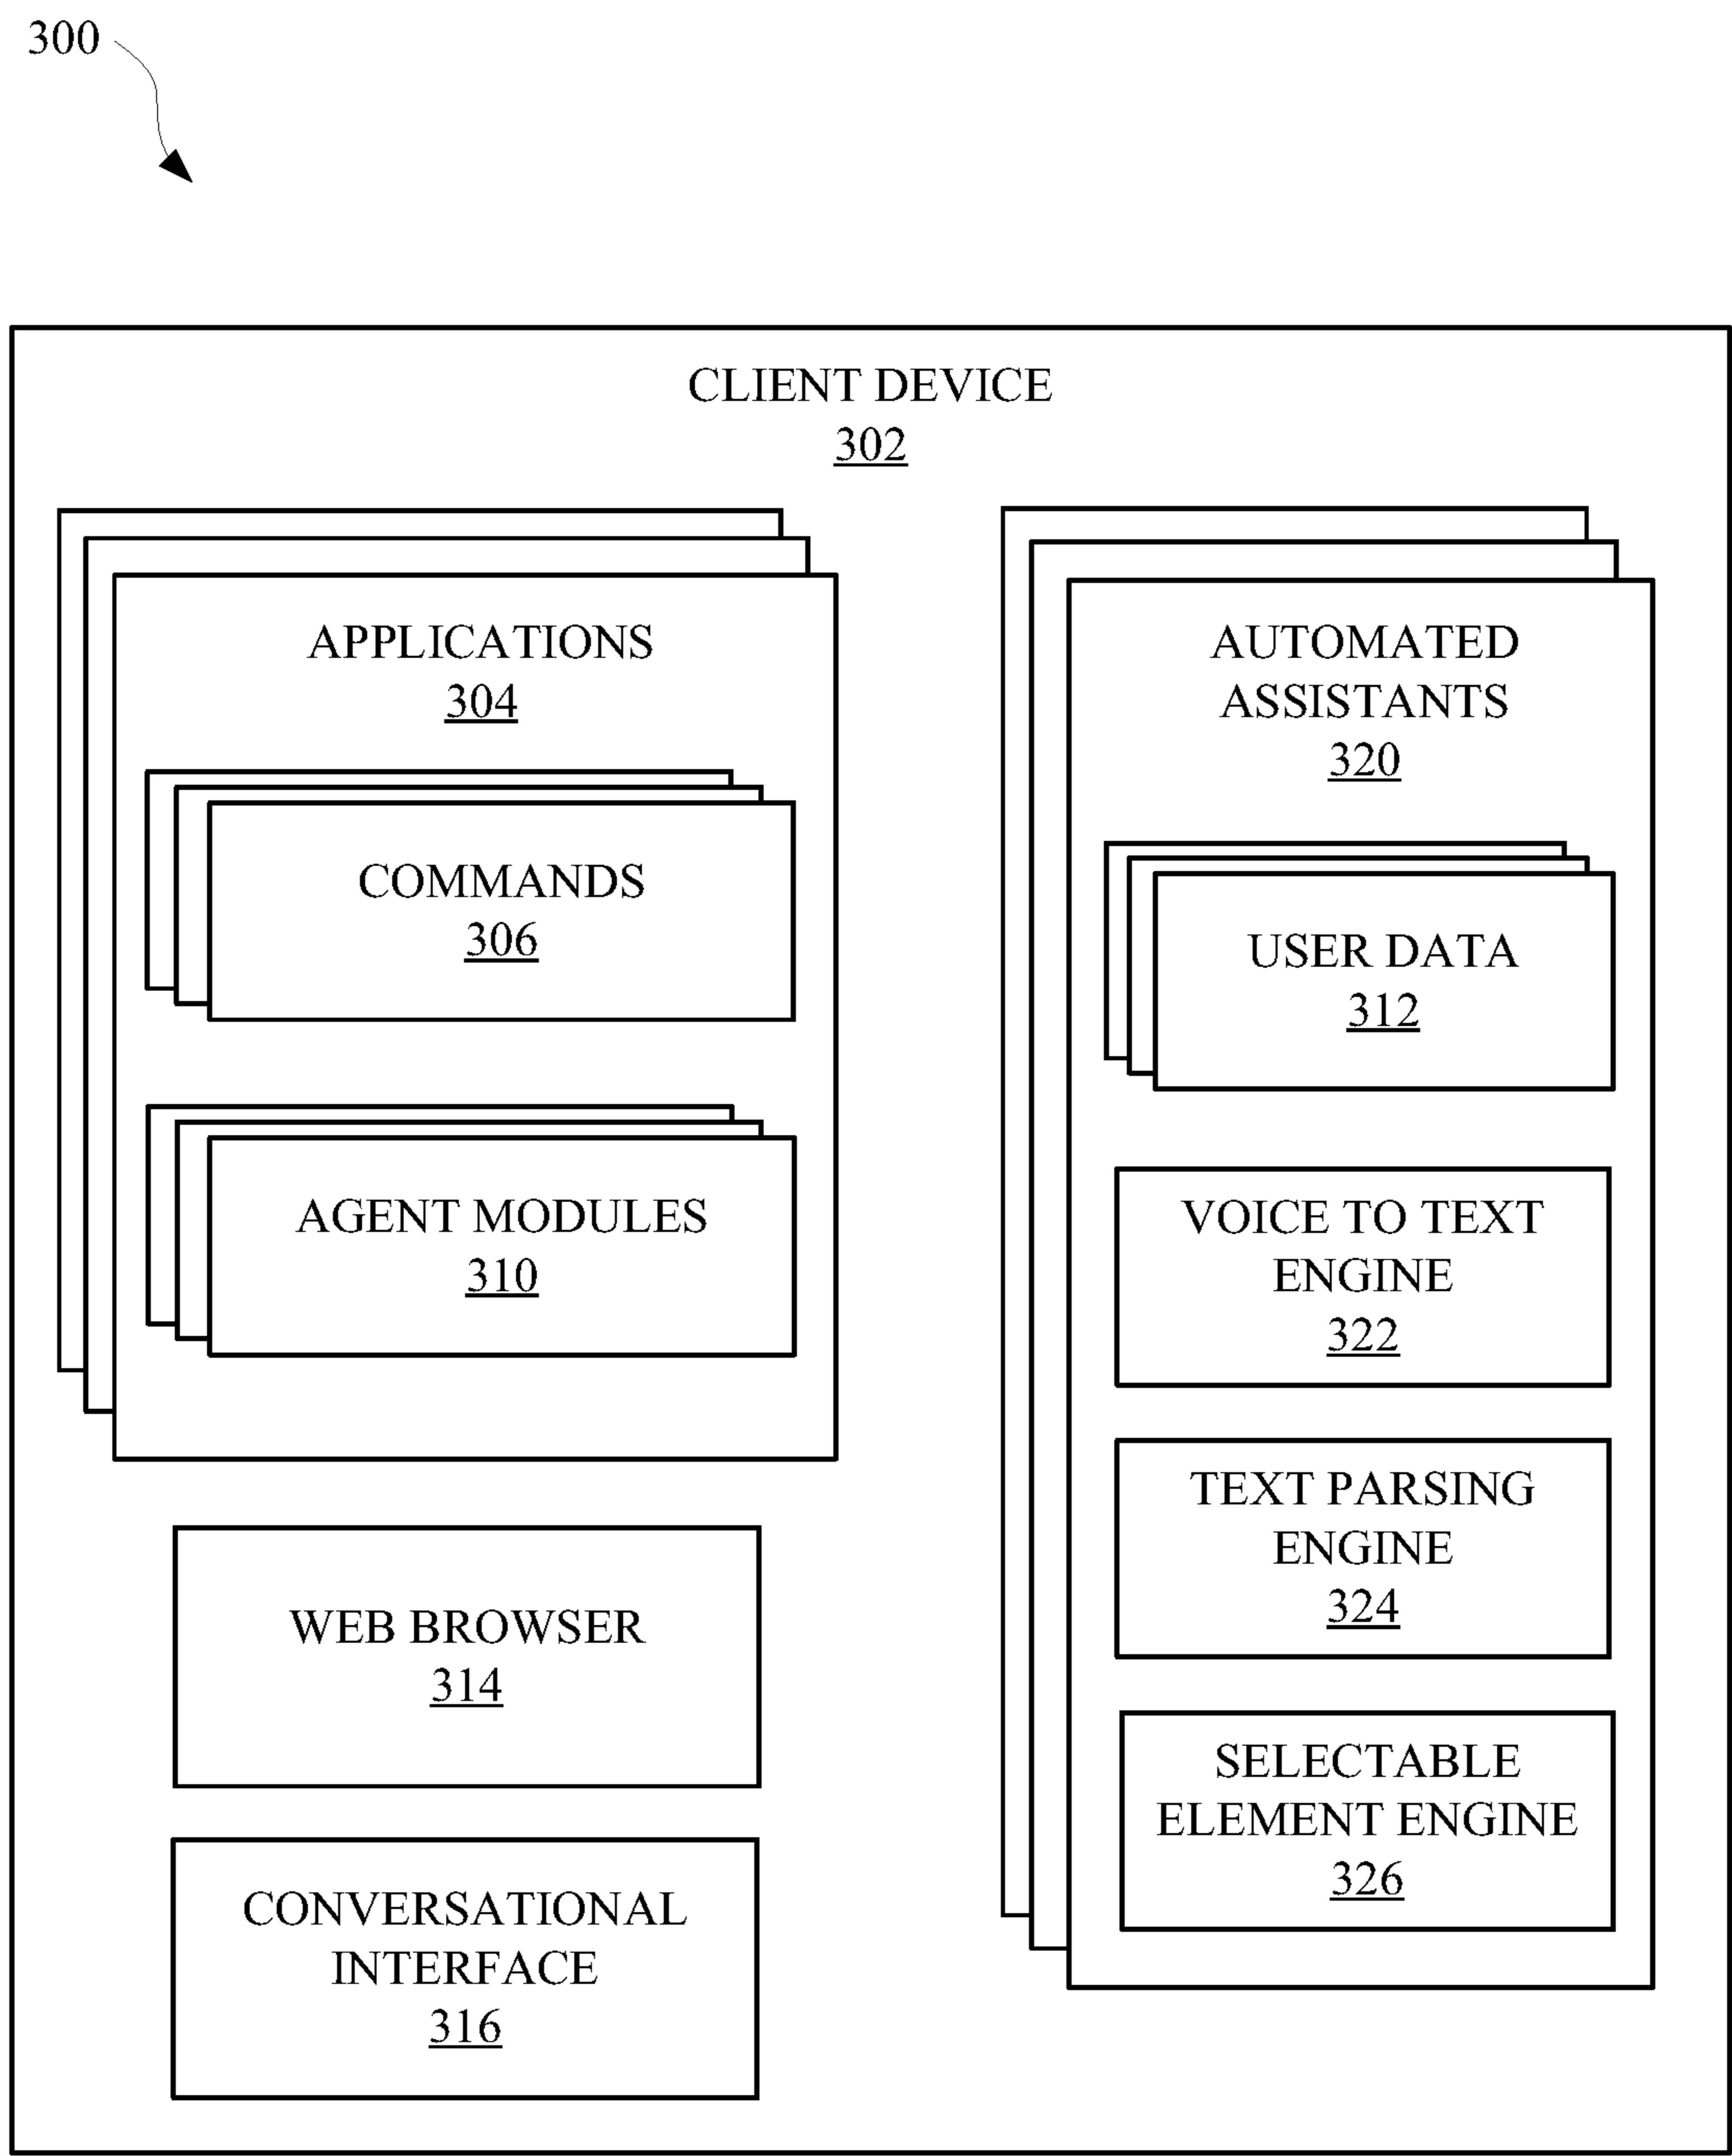 300
CLIENT DEVICE
302
APPLICATIONS
304
COMMANDS
306
AGENT MODULES
310
WEB BROWSER
314
CONVERSATIONAL
INTERFACE
316
AUTOMATED
ASSISTANTS
320
USER DATA
312
VOICE TO TEXT
ENGINE
322
TEXT PARSING
ENGINE
324
SELECTABLE
ELEMENT ENGINE
326